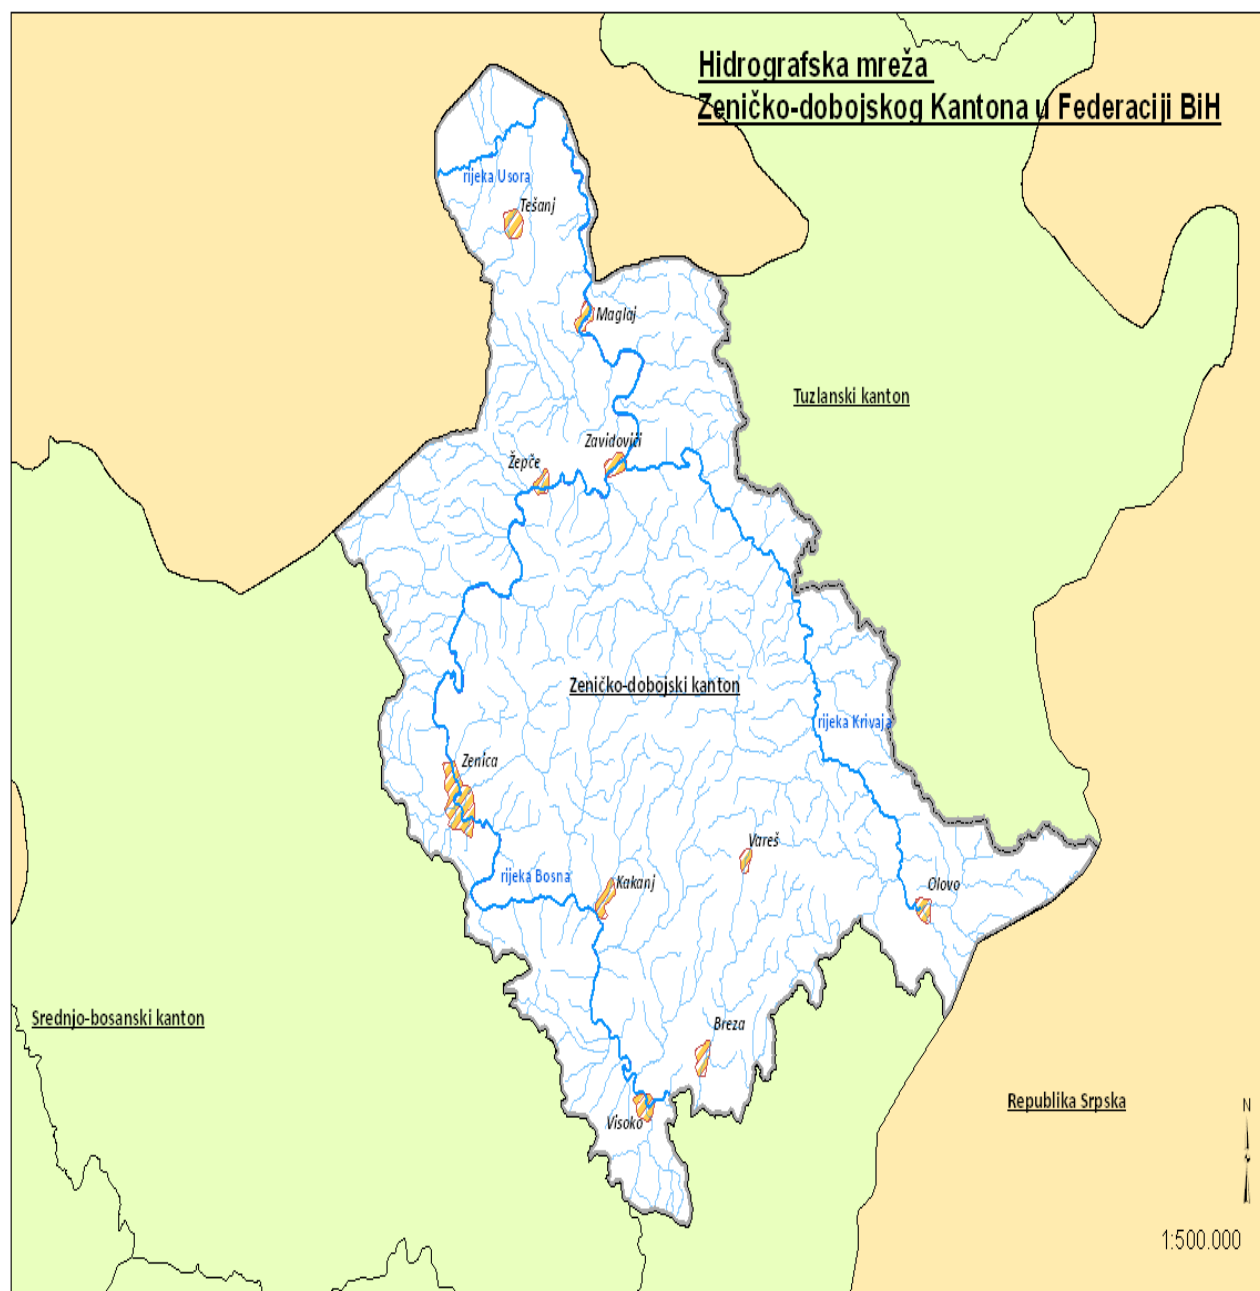 Hidrografska mreža
Zeničko-dobojskog Kantona u Federaciji BiH
rijeka Usora
Tešanj
Maglaj
Tuzlanski kanton
Zavidovići
Žepče
Zeničko-dobojski kanton
rijeka Krivaja
Zenica
Vareš
rijeka Bosna
Kakanj
Olovo
Srednjo-bosanski kanton
Breza
Republika Srpska
Visoko
N
1:500.000